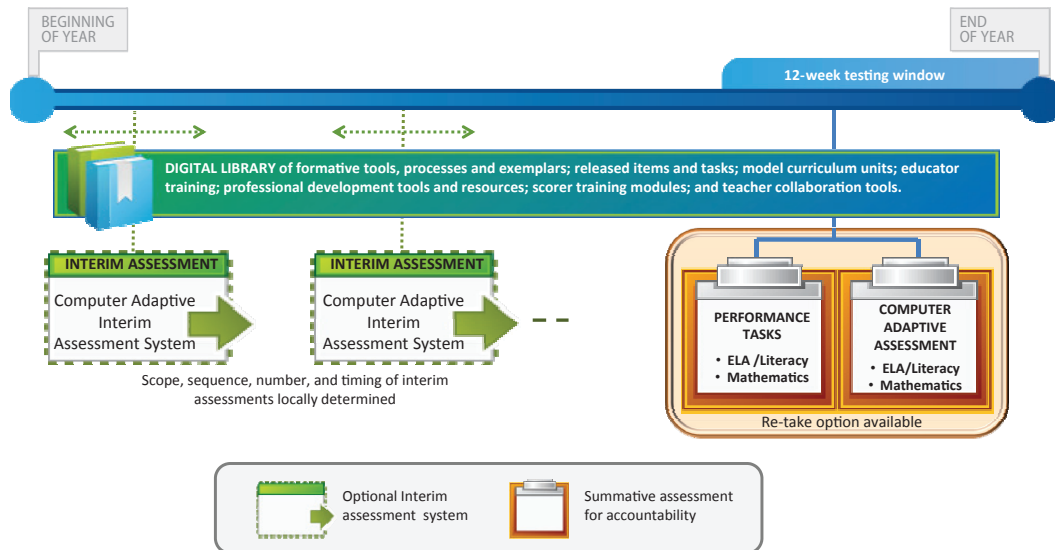 BEGINNING
OF YEAR
END
OF YEAR
12-week testing window
DIGITAL LIBRARY of formative tools, processes and exemplars; released items and tasks; model curriculum units; educator
training; professional development tools and resources; scorer training modules; and teacher collaboration tools.
INTERIM ASSESSMENT
Computer Adaptive
Interim
Assessment System
INTERIM ASSESSMENT
Computer Adaptive
Interim
Assessment System
Scope, sequence, number, and timing of interim
assessments locally determined
PERFORMANCE
TASKS
• ELA /Literacy
• Mathematics
COMPUTER
ADAPTIVE
ASSESSMENT
• ELA/Literacy
• Mathematics
Re-take option available
Optional Interim
assessment system
Summative assessment
for accountability